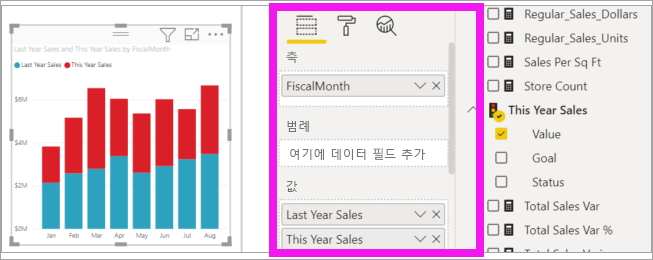 Last Year Sales and This Year Sales by FiscalMonth
Last Year Sales This Year Sales
$6M
$4M
$2M
$0M
Jan Feb Mar Apr May Jun Jul Aug
축
FiscalMonth
범례
여기에 데이터 필드 추가
값
Last Year Sales
This Year Sales
Regular_Sales_Dollars
Regular_Sales_Units
Sales Per Sq Ft
Store Count
This Year Sales
Value
Goal
Status
Total Sales Var
Total Sales Var %